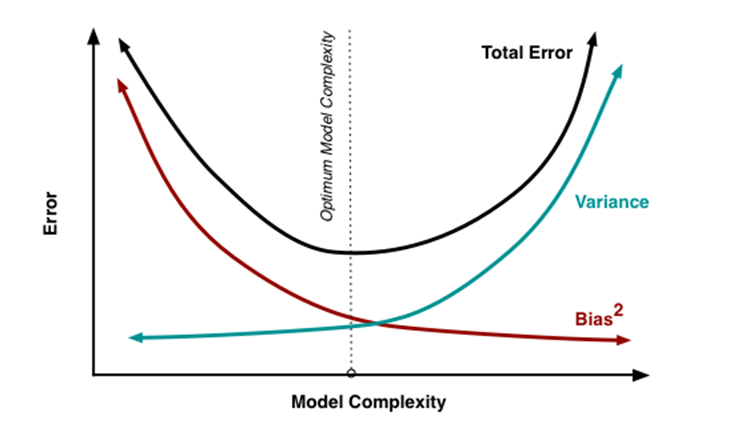 Optimum Model Complexity
Total Error
Error
Variance
Bias²
Model Complexity